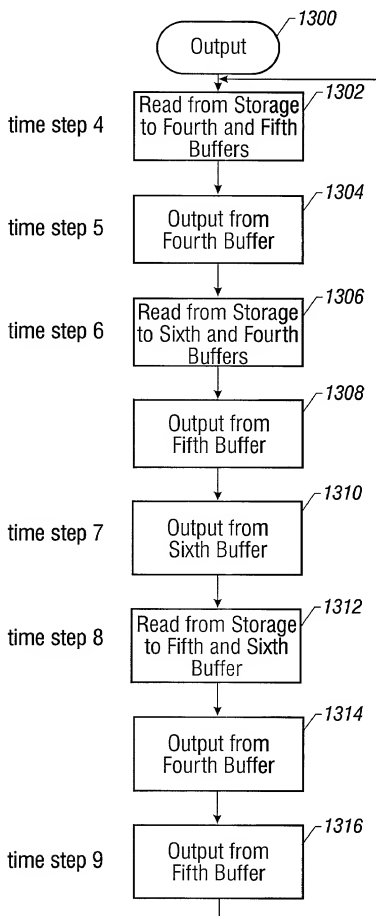 1300
Output
1302
time step 4
Read from Storage
to Fourth and Fifth
Buffers
1304
time step 5
Output from
Fourth Buffer
1306
time step 6
Read from Storage
to Sixth and Fourth
Buffers
1308
Output from
Fifth Buffer
1310
time step 7
Output from
Sixth Buffer
1312
time step 8
Read from Storage
to Fifth and Sixth
Buffer
1314
Output from
Fourth Buffer
1316
time step 9
Output from
Fifth Buffer